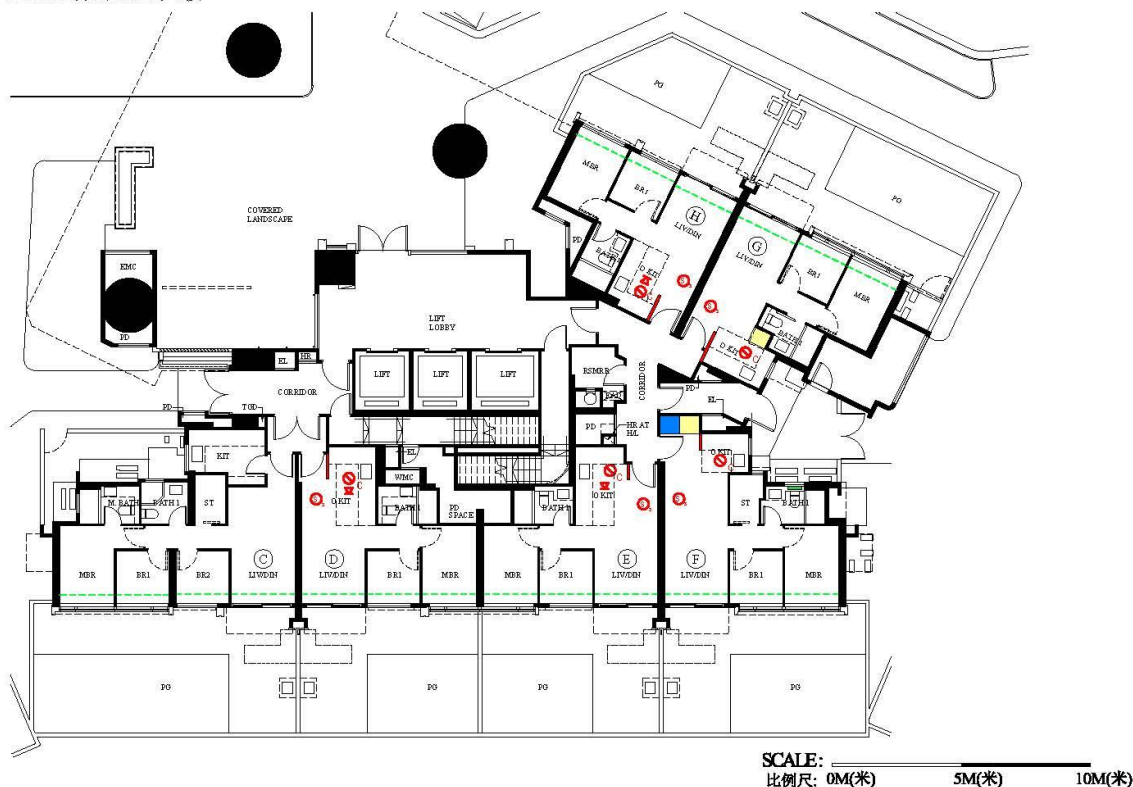 PG
PG
MBR
BR1
H
LIV/DIN
COVERED
LANDSCAPE
G
LIV/DIN
BR1
MBR
PD
EMC
O KIT
S
C
S
LIFT
LOBBY
PD
O KIT
C
HR
EL
RSMRR
CORRIDOR
LIFT
LIFT
LIFT
CORRIDOR
PD
EL
PD
TGD
PD
HR AT
H/L
KIT
EL
O KIT
C
WMC
C
S
C
O KIT
O KIT
S
S
M. BATH
BATH 1
ST
PD
SPACE
BATH 1
ST
BATH 1
C
D
E
F
MBR
BR1
BR2
LIV/DIN
LIV/DIN
BR1
MBR
MBR
BR1
LIV/DIN
LIV/DIN
BR1
MBR
PG
PG
PG
PG
SCALE:
比例尺: 0M(米) 5M(米) 10M(米)